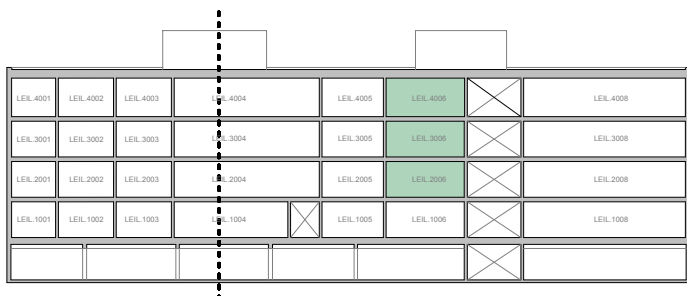 LEIL.4001 LEIL.4002 LEIL.4003 LEIL.4004 LEIL.4005 LEIL.4006 LEIL.4008
LEIL.3001 LEIL.3002 LEIL.3003 LEIL.3004 LEIL.3005 LEIL.3006 LEIL.3008
LEIL.2001 LEIL.2002 LEIL.2003 LEIL.2004 LEIL.2005 LEIL.2006 LEIL.2008
LEIL.1001 LEIL.1002 LEIL.1003 LEIL.1004 LEIL.1005 LEIL.1006 LEIL.1008